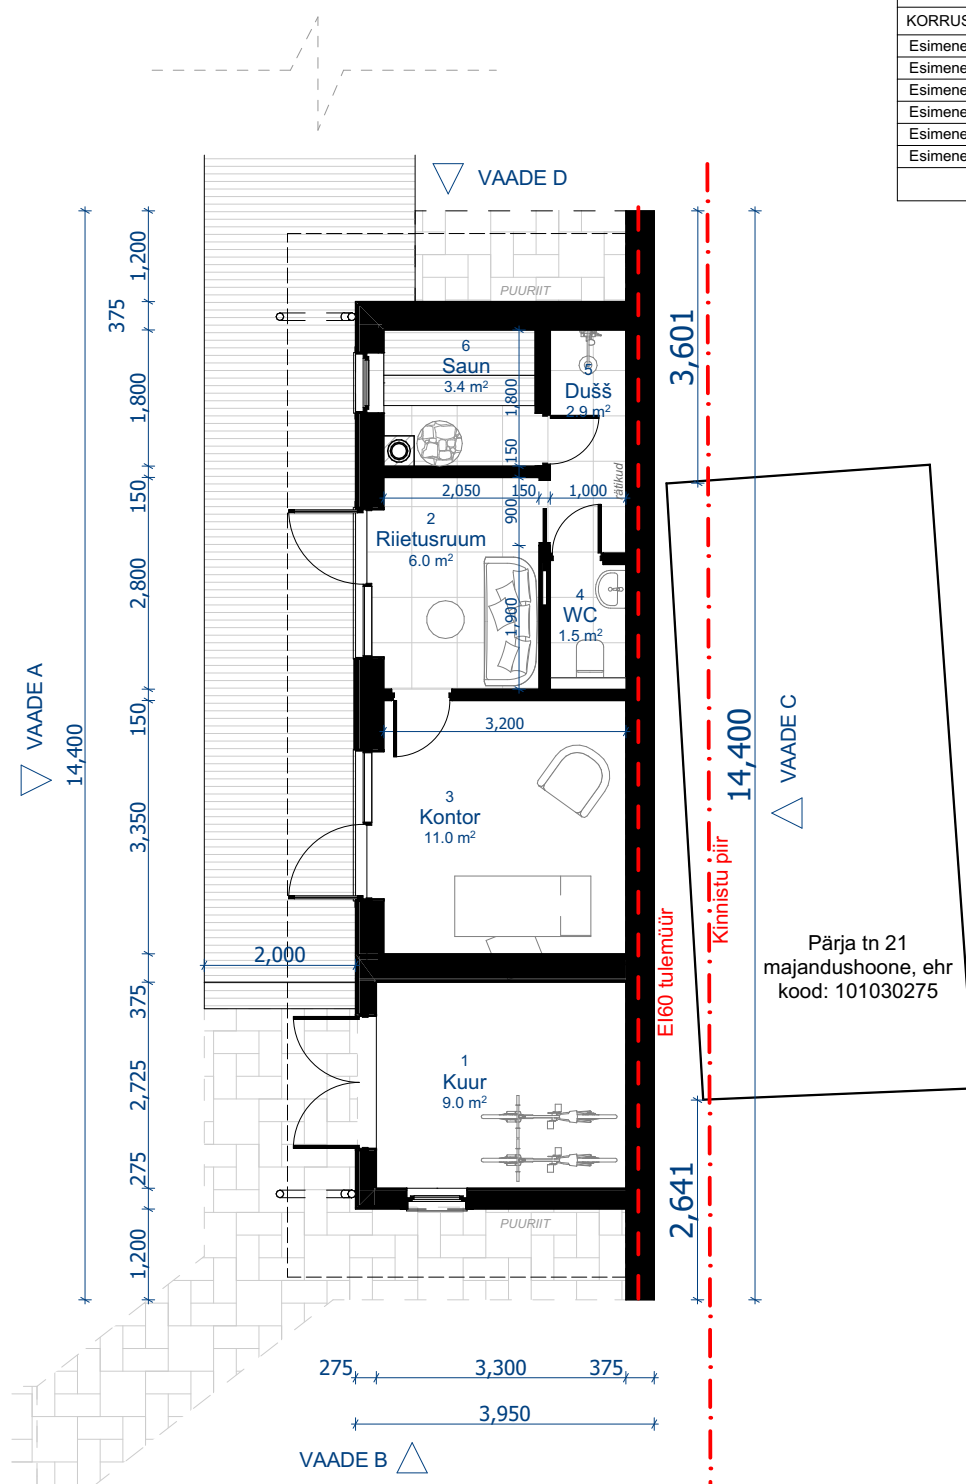 KORRUS
Esimene
Esimene
Esimene
Esimene
Esimene
Esimene
VAADE D
1,200
375
1,800
150
2,800
150
3,350
375
2,725
275
1,200
14,400
VAADE A
PUURIIT
6
Saun
3.4 m²
1,800
150
5
Dušš
2.9 m²
rätikud
2,050
150
1,000
900
2
Riietusruum
6.0 m²
1,900
4
WC
1.5 m²
3,200
3
Kontor
11.0 m²
2,000
1
Kuur
9.0 m²
PUURIIT
3,601
14,400
2,641
VAADE C
Kinnistu piir
EI60 tulemüür
Pärja tn 21
majandushoone, ehr
kood: 101030275
275
3,300
375
3,950
VAADE B